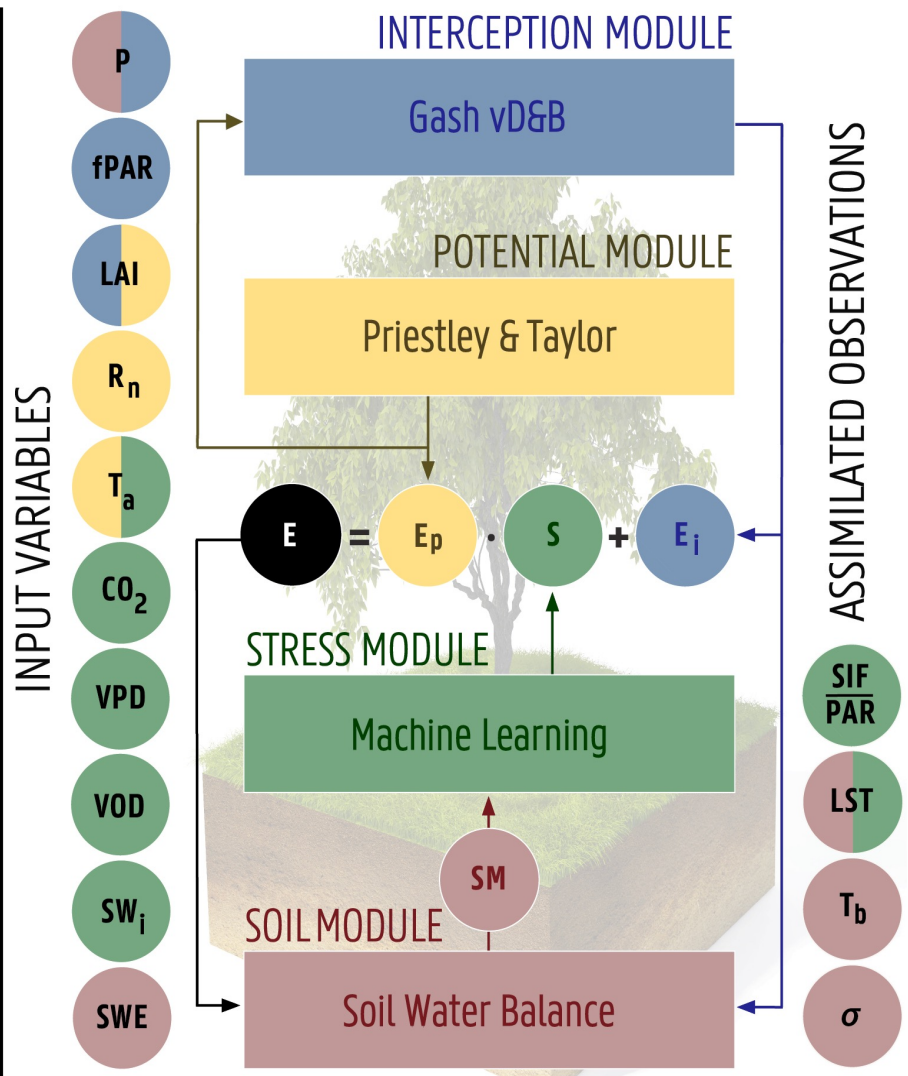 INPUT VARIABLES
P
fPAR
LAI
Rn
Ta
CO2
VPD
VOD
SWi
SWE
INTERCEPTION MODULE
Gash vD&B
POTENTIAL MODULE
Priestley & Taylor
E = Ep · S + Ei
STRESS MODULE
Machine Learning
SM
SOIL MODULE
Soil Water Balance
ASSIMILATED OBSERVATIONS
SIF
PAR
LST
Tb
σ